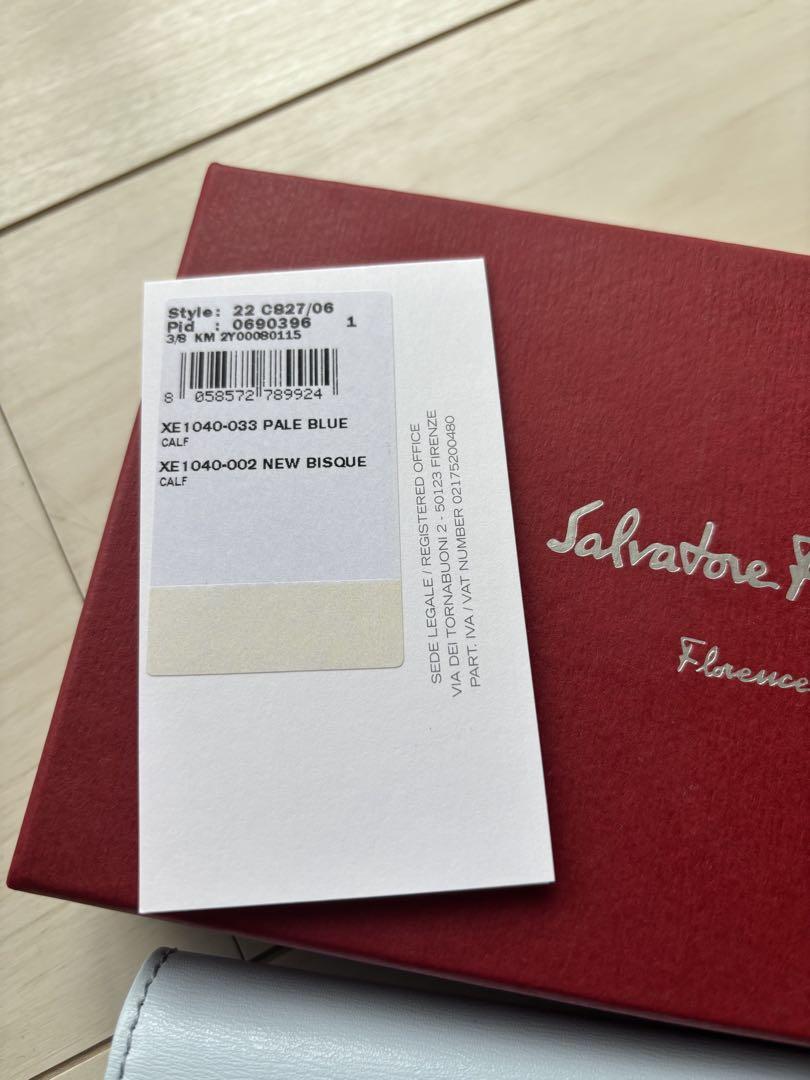 Style: 22 C827/06
Pid : 0690396 1
3/8 KM 2Y00080115
8 058572 789924
XE1040-033 PALE BLUE
CALF
XE1040-002 NEW BISQUE
CALF
SEDE LEGALE / REGISTERED OFFICE
VIA DEI TORNABUONI 2 - 50123 FIRENZE
PART. IVA / VAT NUMBER 02175200480
Salvatore F
Florence